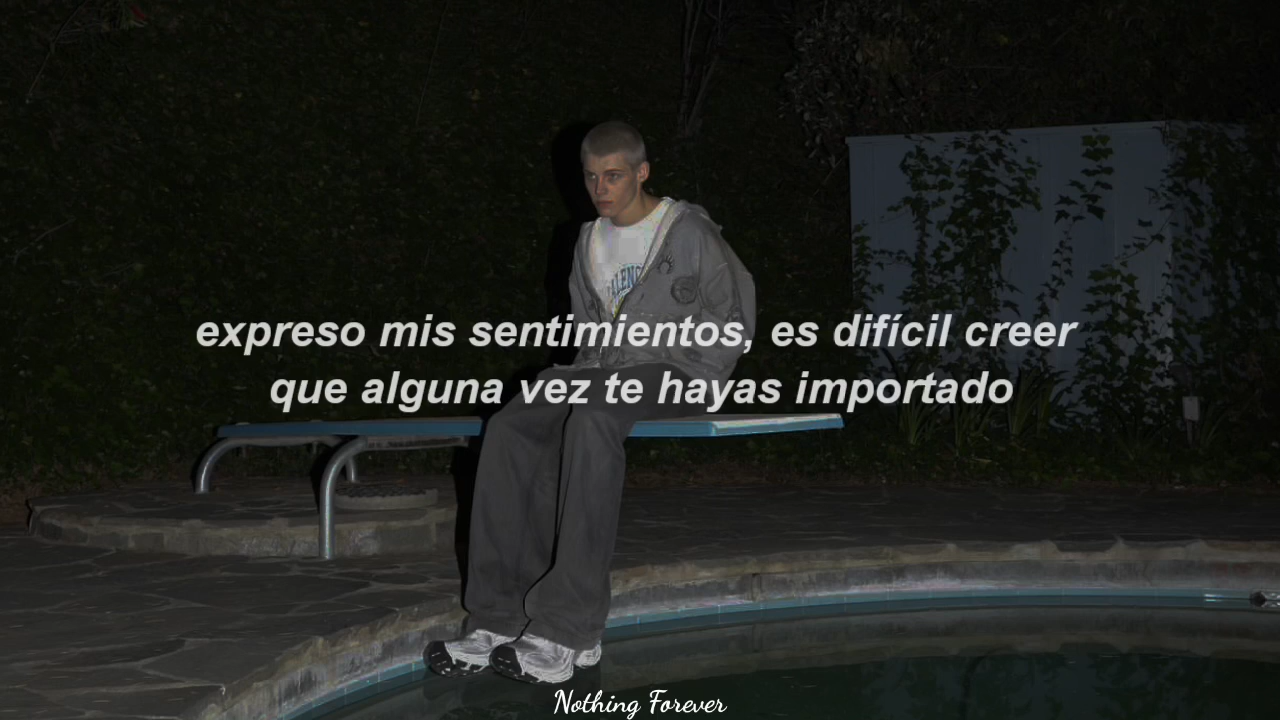 expreso mis sentimientos, es difícil creer
que alguna vez te hayas importado
Nothing Forever